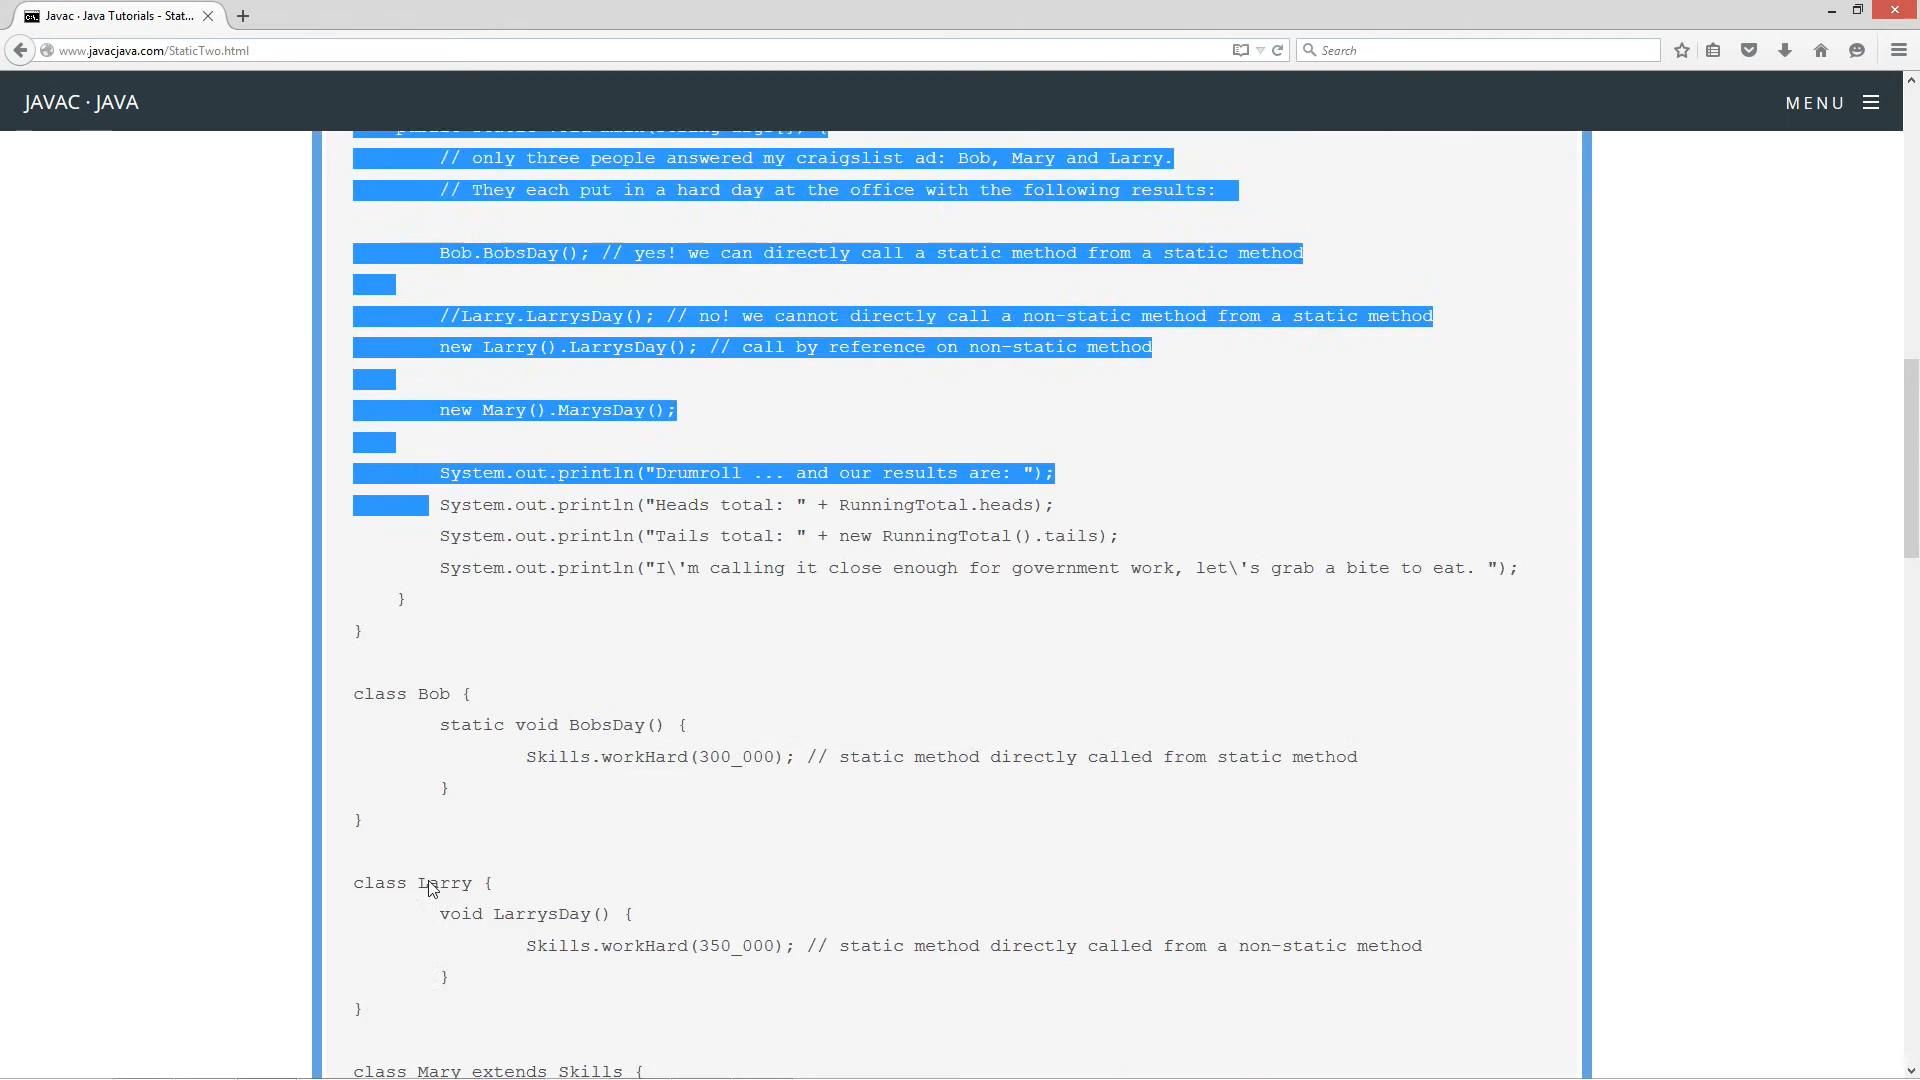 Javac · Java Tutorials - Stat...
www.javacjava.com/StaticTwo.html
Search
JAVAC · JAVA
MENU
public static void main(String args[]) {
// only three people answered my craigslist ad: Bob, Mary and Larry.
// They each put in a hard day at the office with the following results:
Bob.BobsDay(); // yes! we can directly call a static method from a static method
//Larry.LarrysDay(); // no! we cannot directly call a non-static method from a static method
new Larry().LarrysDay(); // call by reference on non-static method
new Mary().MarysDay();
System.out.println("Drumroll ... and our results are: ");
System.out.println("Heads total: " + RunningTotal.heads);
System.out.println("Tails total: " + new RunningTotal().tails);
System.out.println("I\'m calling it close enough for government work, let\'s grab a bite to eat. ");
}
}
class Bob {
static void BobsDay() {
Skills.workHard(300_000); // static method directly called from static method
}
}
class Larry {
void LarrysDay() {
Skills.workHard(350_000); // static method directly called from a non-static method
}
}
class Mary extends Skills {